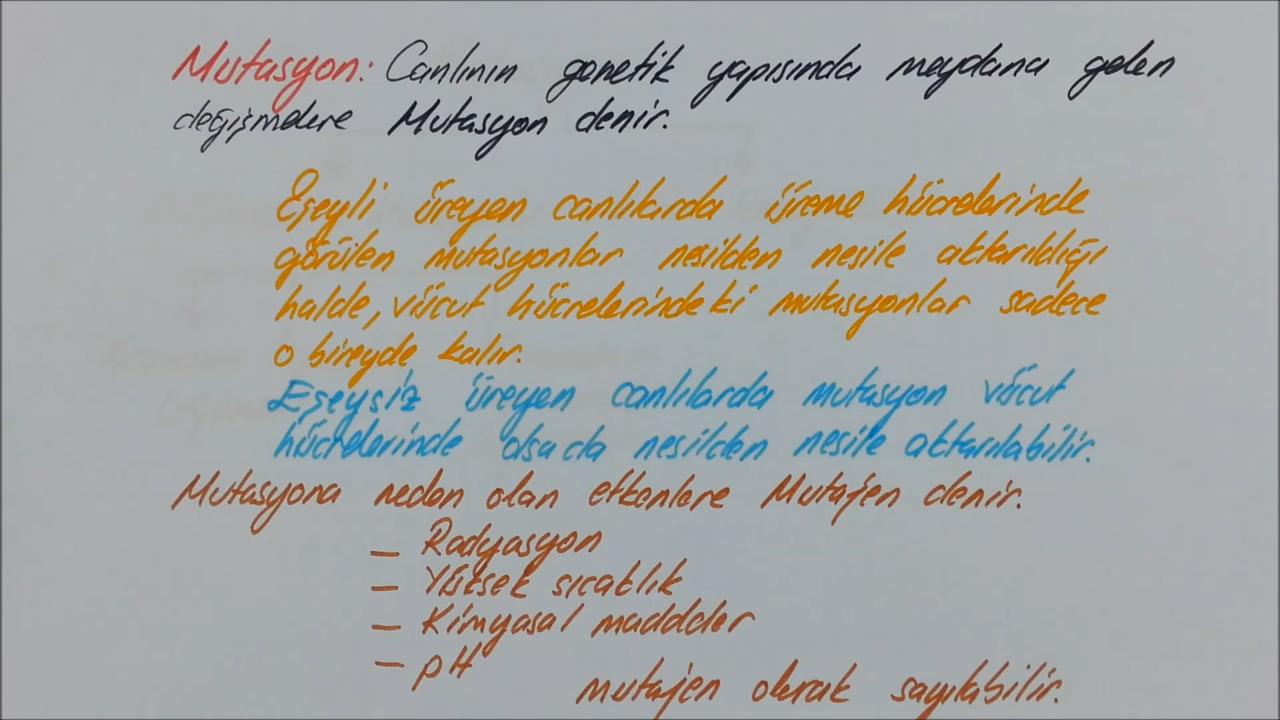 Mutasyon: Canlının genetik yapısında meydana gelen
değişmelere Mutasyon denir.
Eşeyli üreyen canlılarda üreme hücrelerinde
görülen mutasyonlar nesilden nesile aktarıldığı
halde, vücut hücrelerindeki mutasyonlar sadece
o bireyde kalır.
Eşeysiz üreyen canlılarda mutasyon vücut
hücrelerinde olsada nesilden nesile aktarılabilir.
Mutasyona neden olan etkenlere Mutajen denir.
– Radyasyon
– Yüksek sıcaklık
– Kimyasal maddeler
– pH
mutajen olarak sayılabilir.